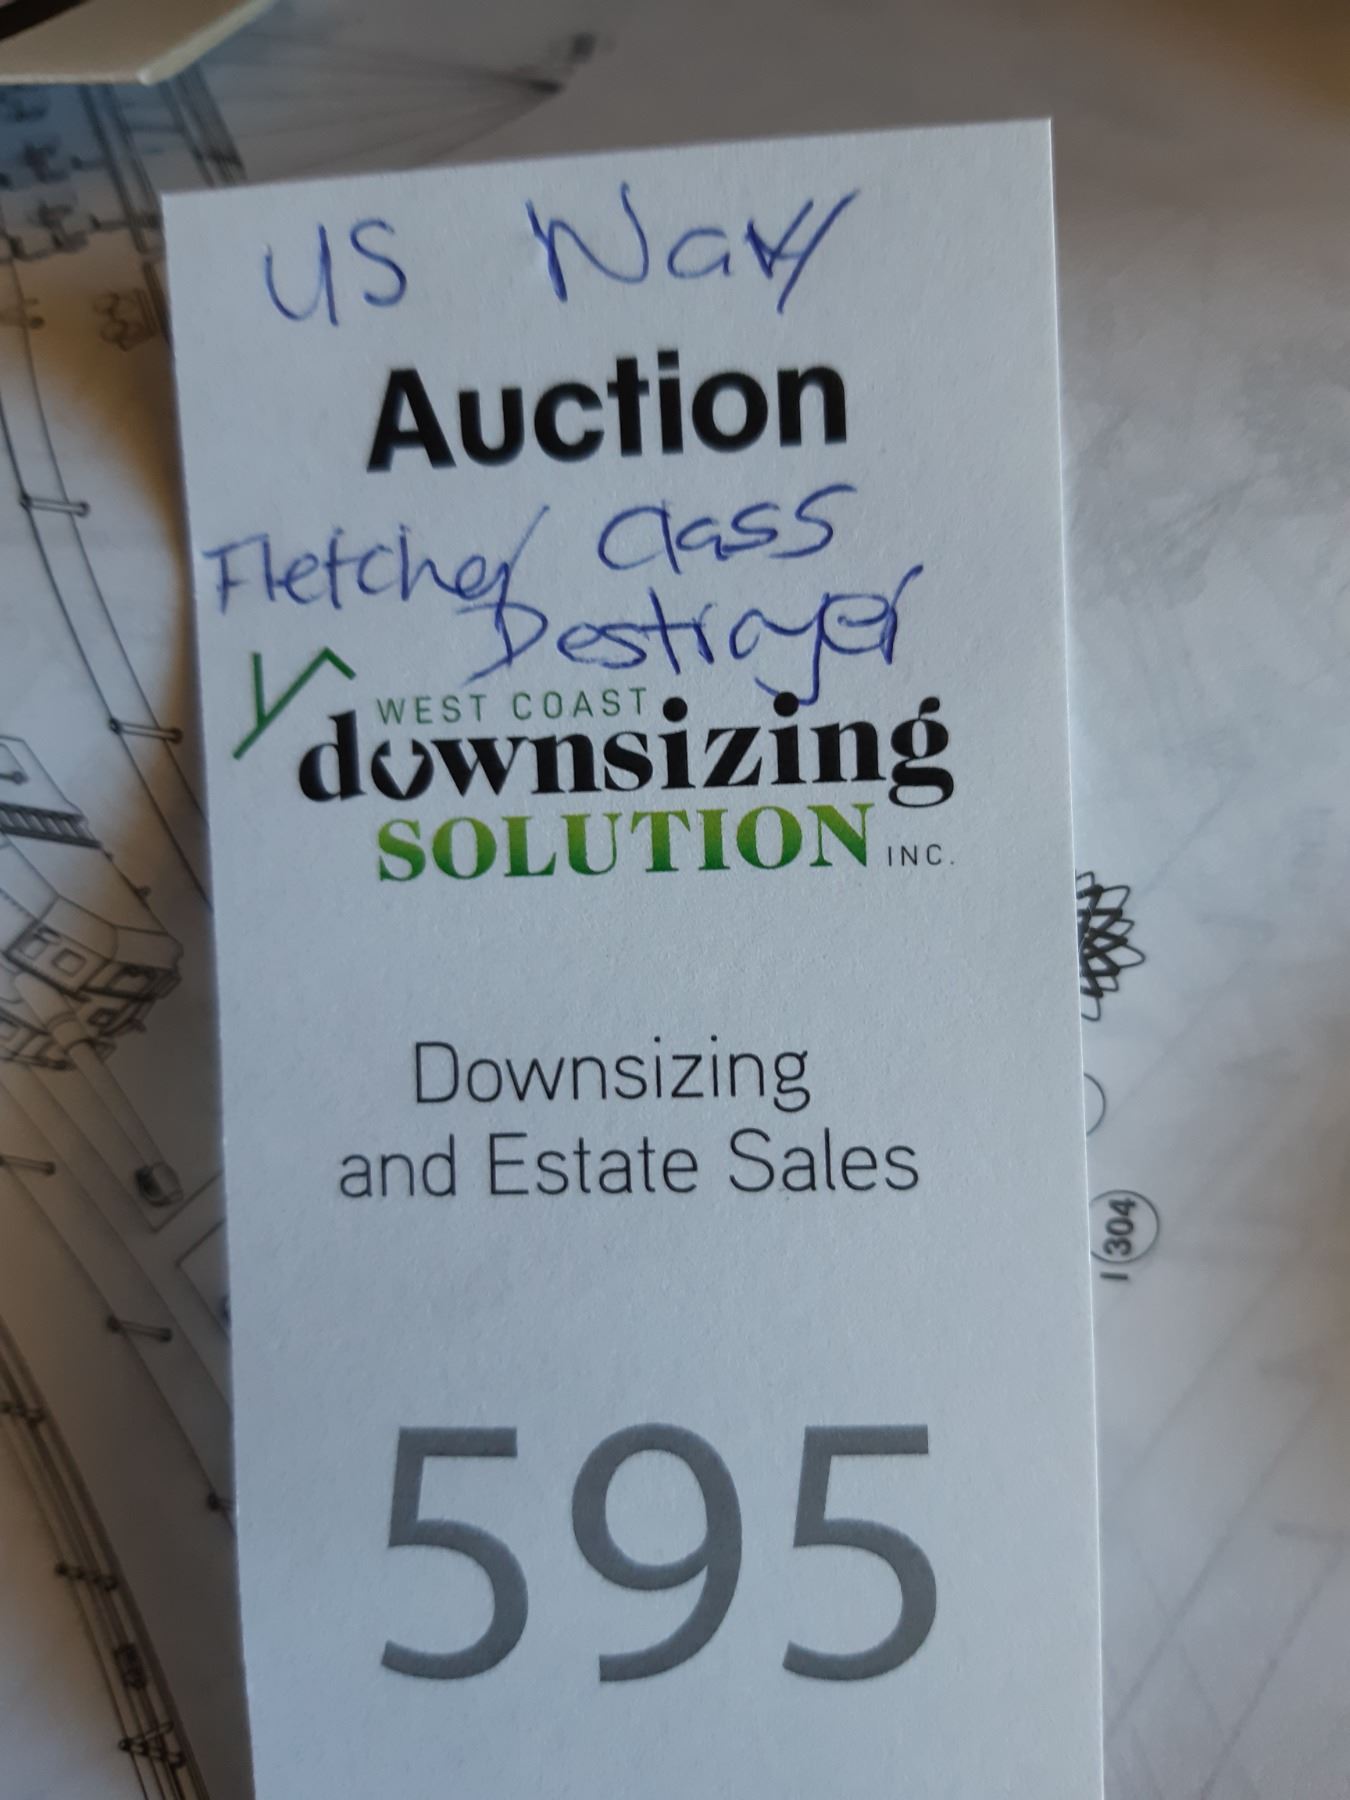 US Navy
Auction
Fletcher Class
Destroyer
WEST COAST
downsizing
SOLUTION INC.
Downsizing
and Estate Sales
304
595